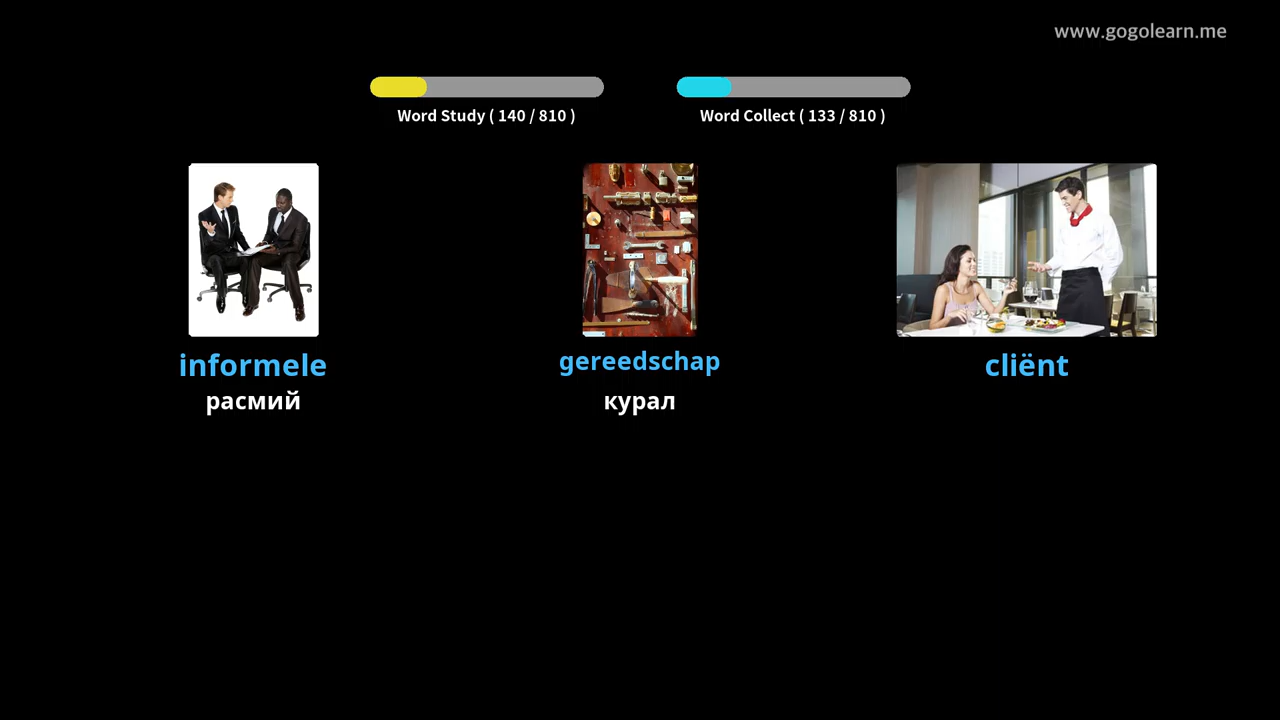 www.gogolearn.me
Word Study ( 140 / 810 )
Word Collect ( 133 / 810 )
informele
gereedschap
cliënt
расмий
курал